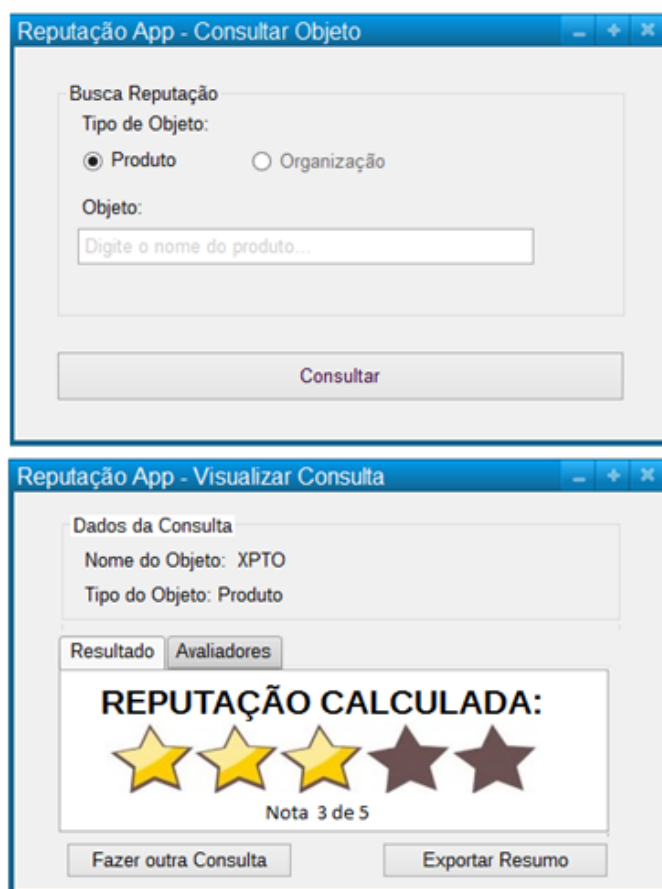 Reputação App - Consultar Objeto
Busca Reputação
Tipo de Objeto:
Produto Organização
Objeto:
Digite o nome do produto...
Consultar
Reputação App - Visualizar Consulta
Dados da Consulta
Nome do Objeto: XPTO
Tipo do Objeto: Produto
Resultado Avaliadores
REPUTAÇÃO CALCULADA:
Nota 3 de 5
Fazer outra Consulta Exportar Resumo